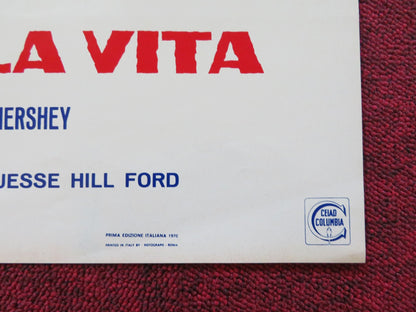 LA VITA
HERSHEY
JESSE HILL FORD
PRIMA EDIZIONE ITALIANA 1970
PRINTED IN ITALY BY - ROTOGRAPH - ROMA
CEIAD
COLUMBIA